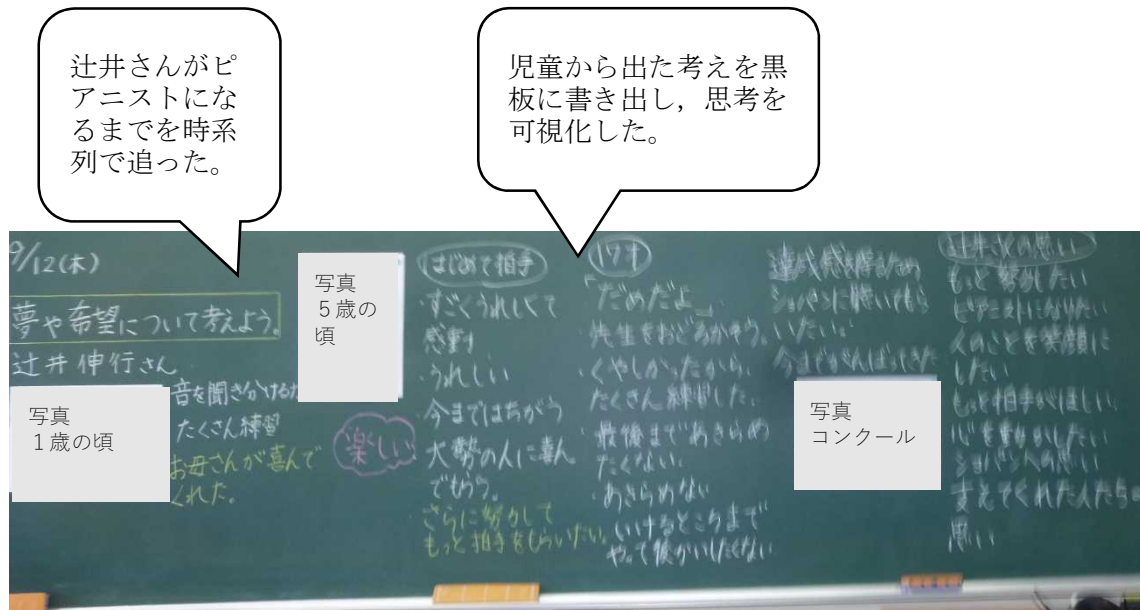 辻井さんがピ
アニストにな
るまでを時系
列で追った。
児童から出た考えを黒
板に書き出し，思考を
可視化した。
9/12(木)
夢や希望について考えよう。
辻井伸行さん
写真
１歳の頃
音を聞き分ける
たくさん練習
お母さんが喜んで
くれた。
写真
５歳の
頃
楽しい
はじめて拍手
・すごくうれしくて
感動
・うれしい
・今まではちがう
大勢の人に喜ん
でもらう。
さらに努力して
もっと拍手をもらいたい。
17才
「だめだよ」
・先生をおどろかそう。
・くやしかったから、
たくさん練習した。
・最後まであきらめ
たくない。
・あきらめない
・いけるところまで
やって後かいしたくない
達成感を得るため
ショパンに聴いてもら
いたい。
今までがんばってきた
写真
コンクール
辻井さんの思い
もっと努力したい
ピアニストになりたい
人のことを笑顔に
したい
もっと拍手がほしい
心を動かしたい
ショパンへの思い
支えてくれた人たちの
思い